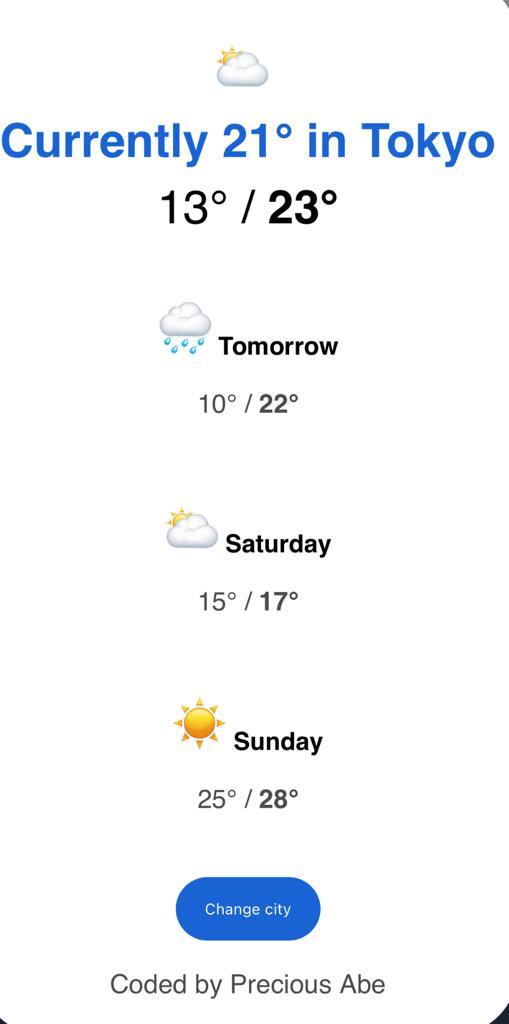 Currently 21° in Tokyo
13° / 23°
Tomorrow
10° / 22°
Saturday
15° / 17°
Sunday
25° / 28°
Change city
Coded by Precious Abe